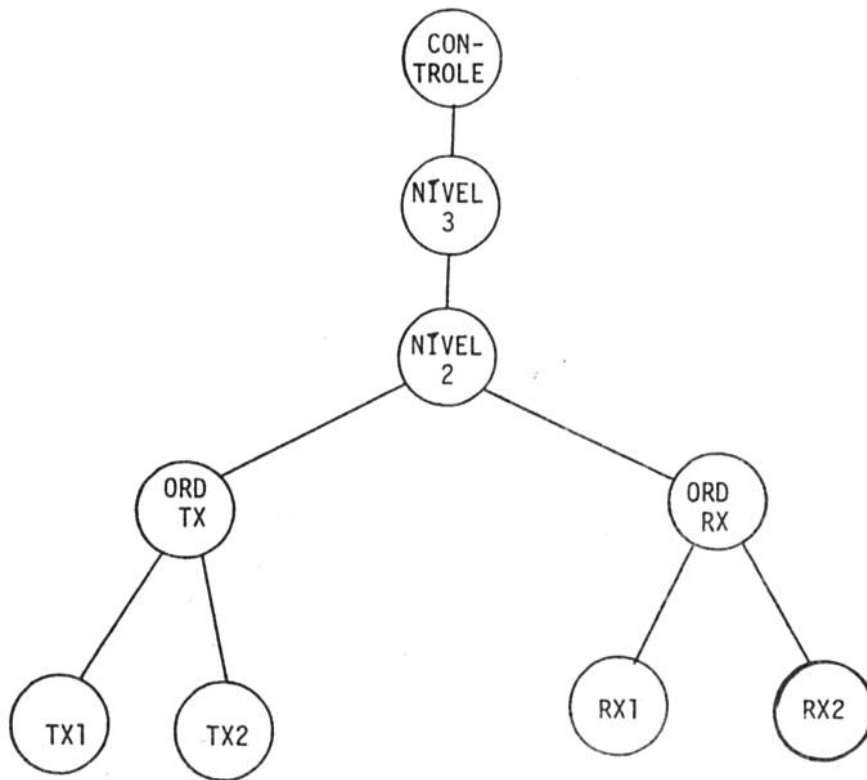 CON-
TROLE
NÍVEL
3
NÍVEL
2
ORD
TX
ORD
RX
TX1
TX2
RX1
RX2